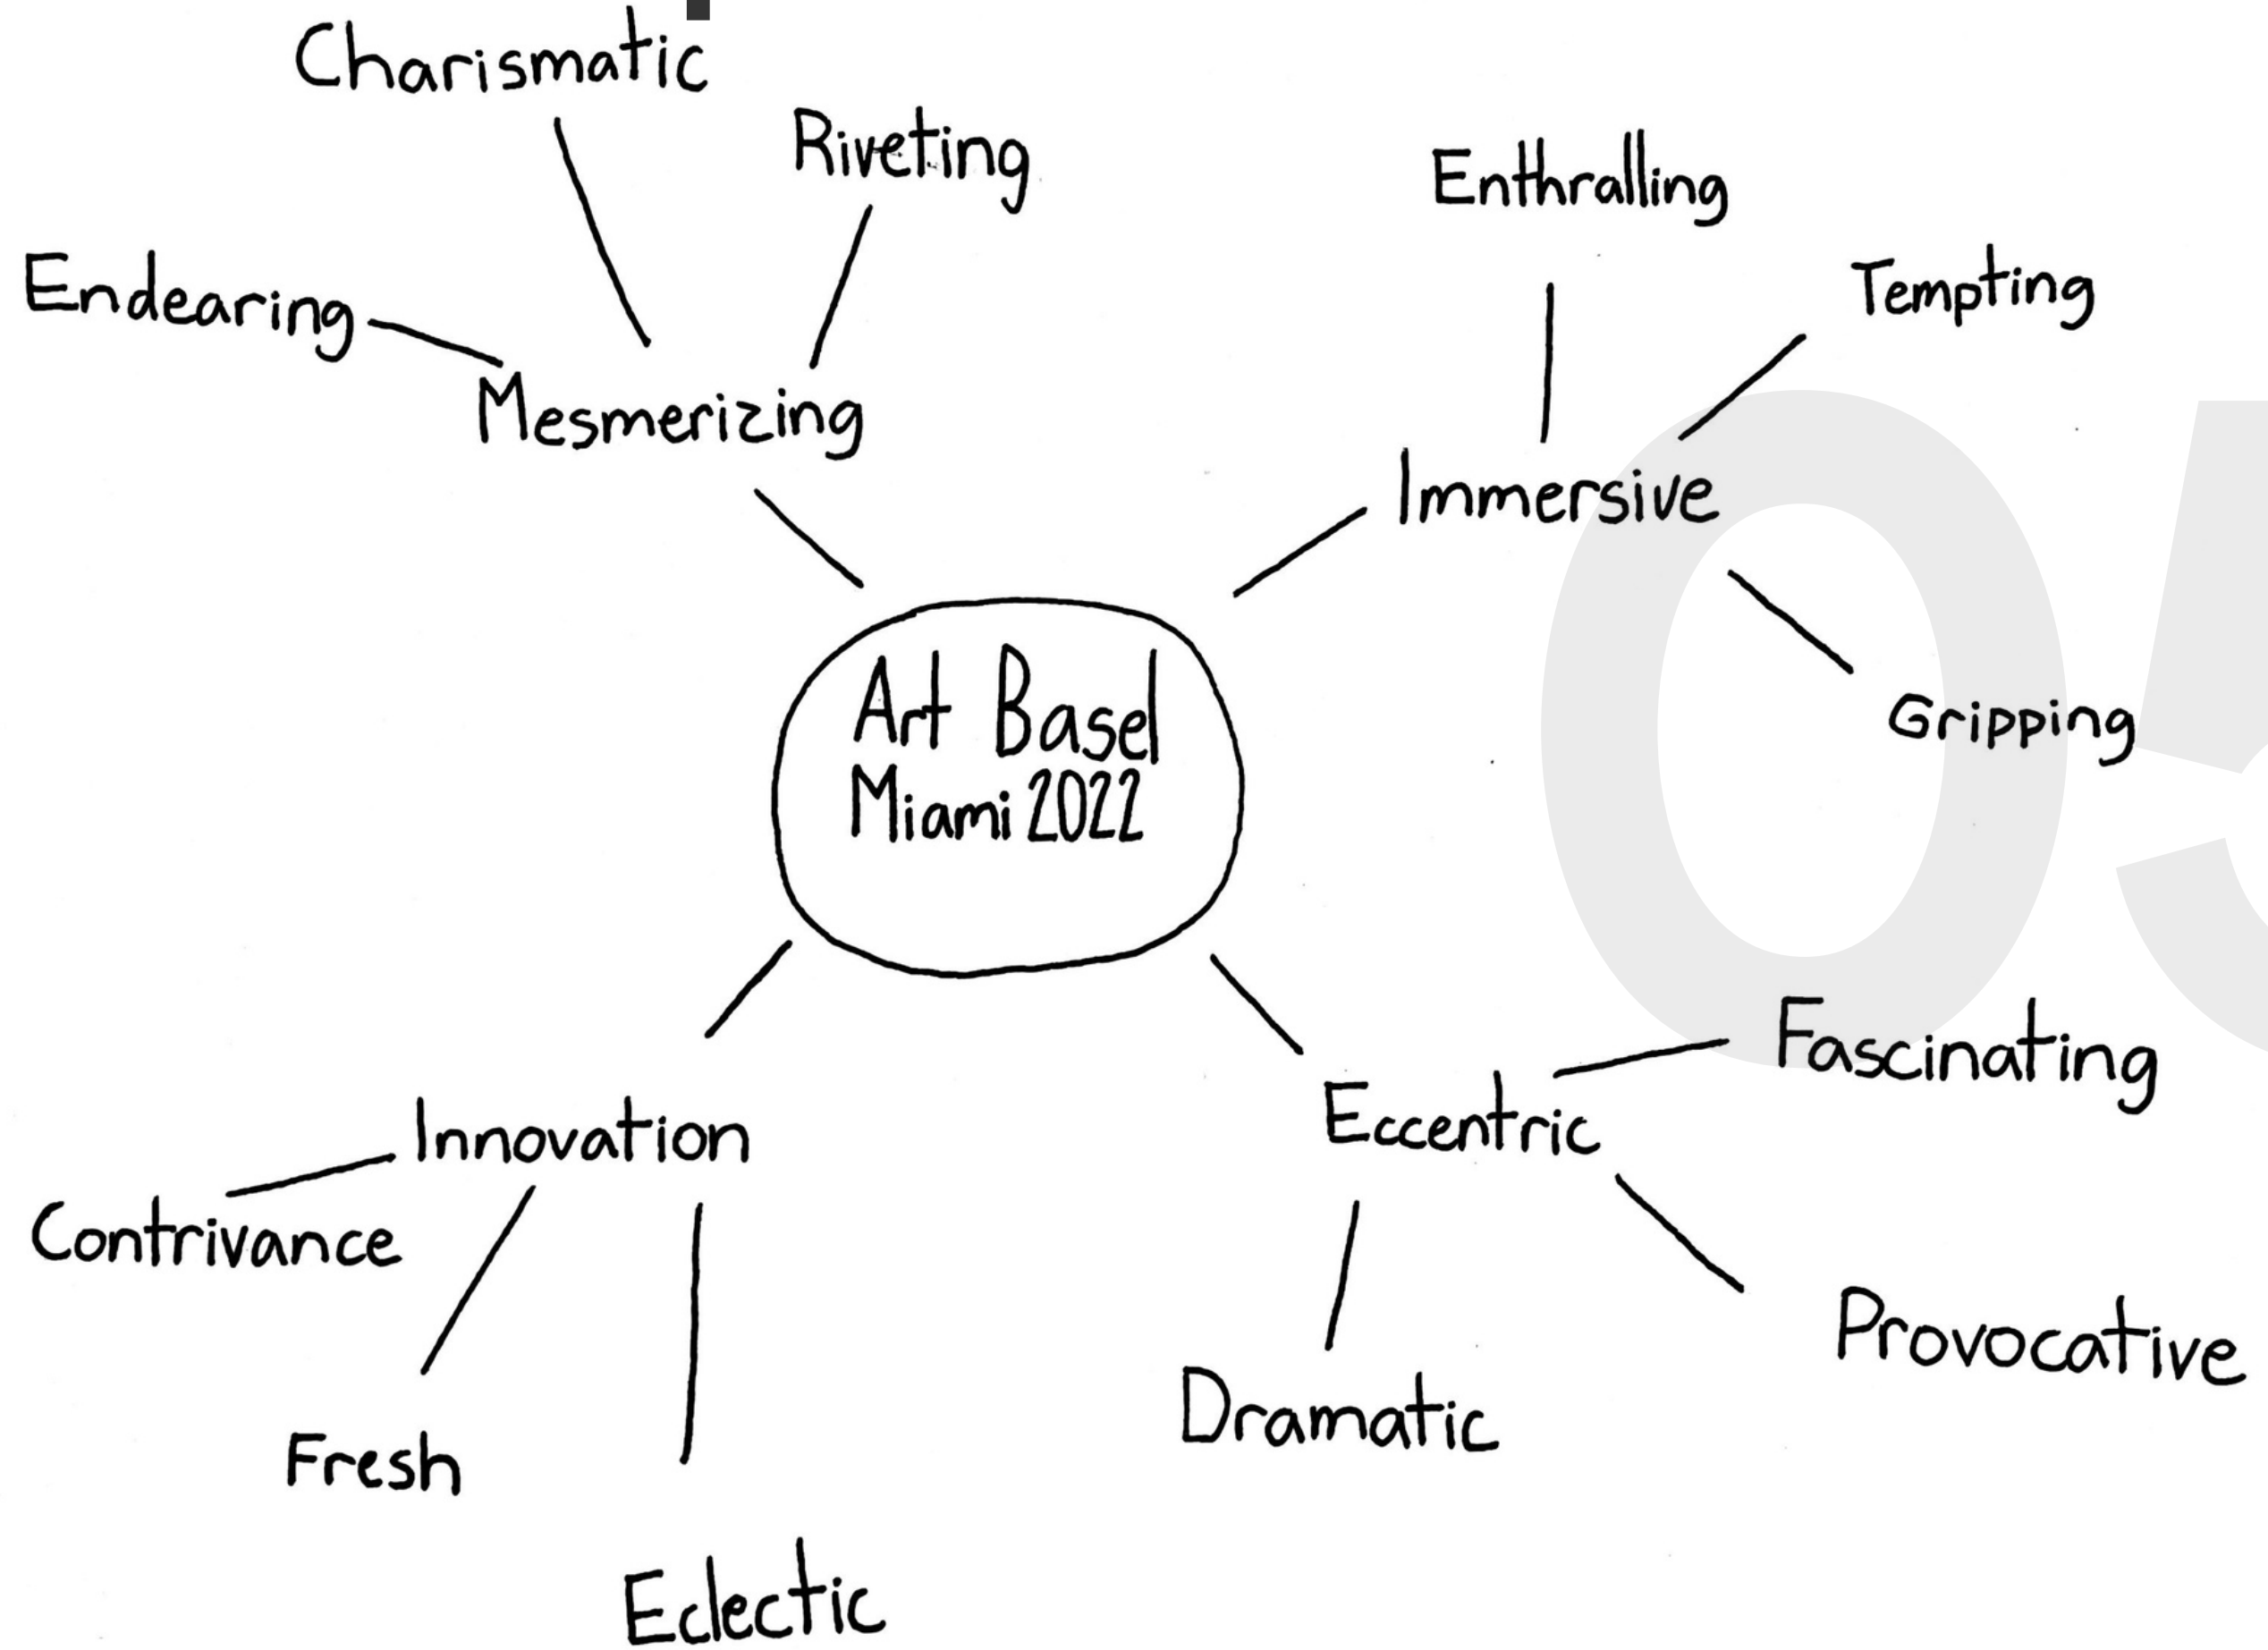 Charismatic
Riveting
Enthralling
Endearing
Tempting
Mesmerizing
Immersive
Art Basel
Miami 2022
Gripping
Fascinating
Innovation
Eccentric
Contrivance
Provocative
Dramatic
Fresh
Eclectic